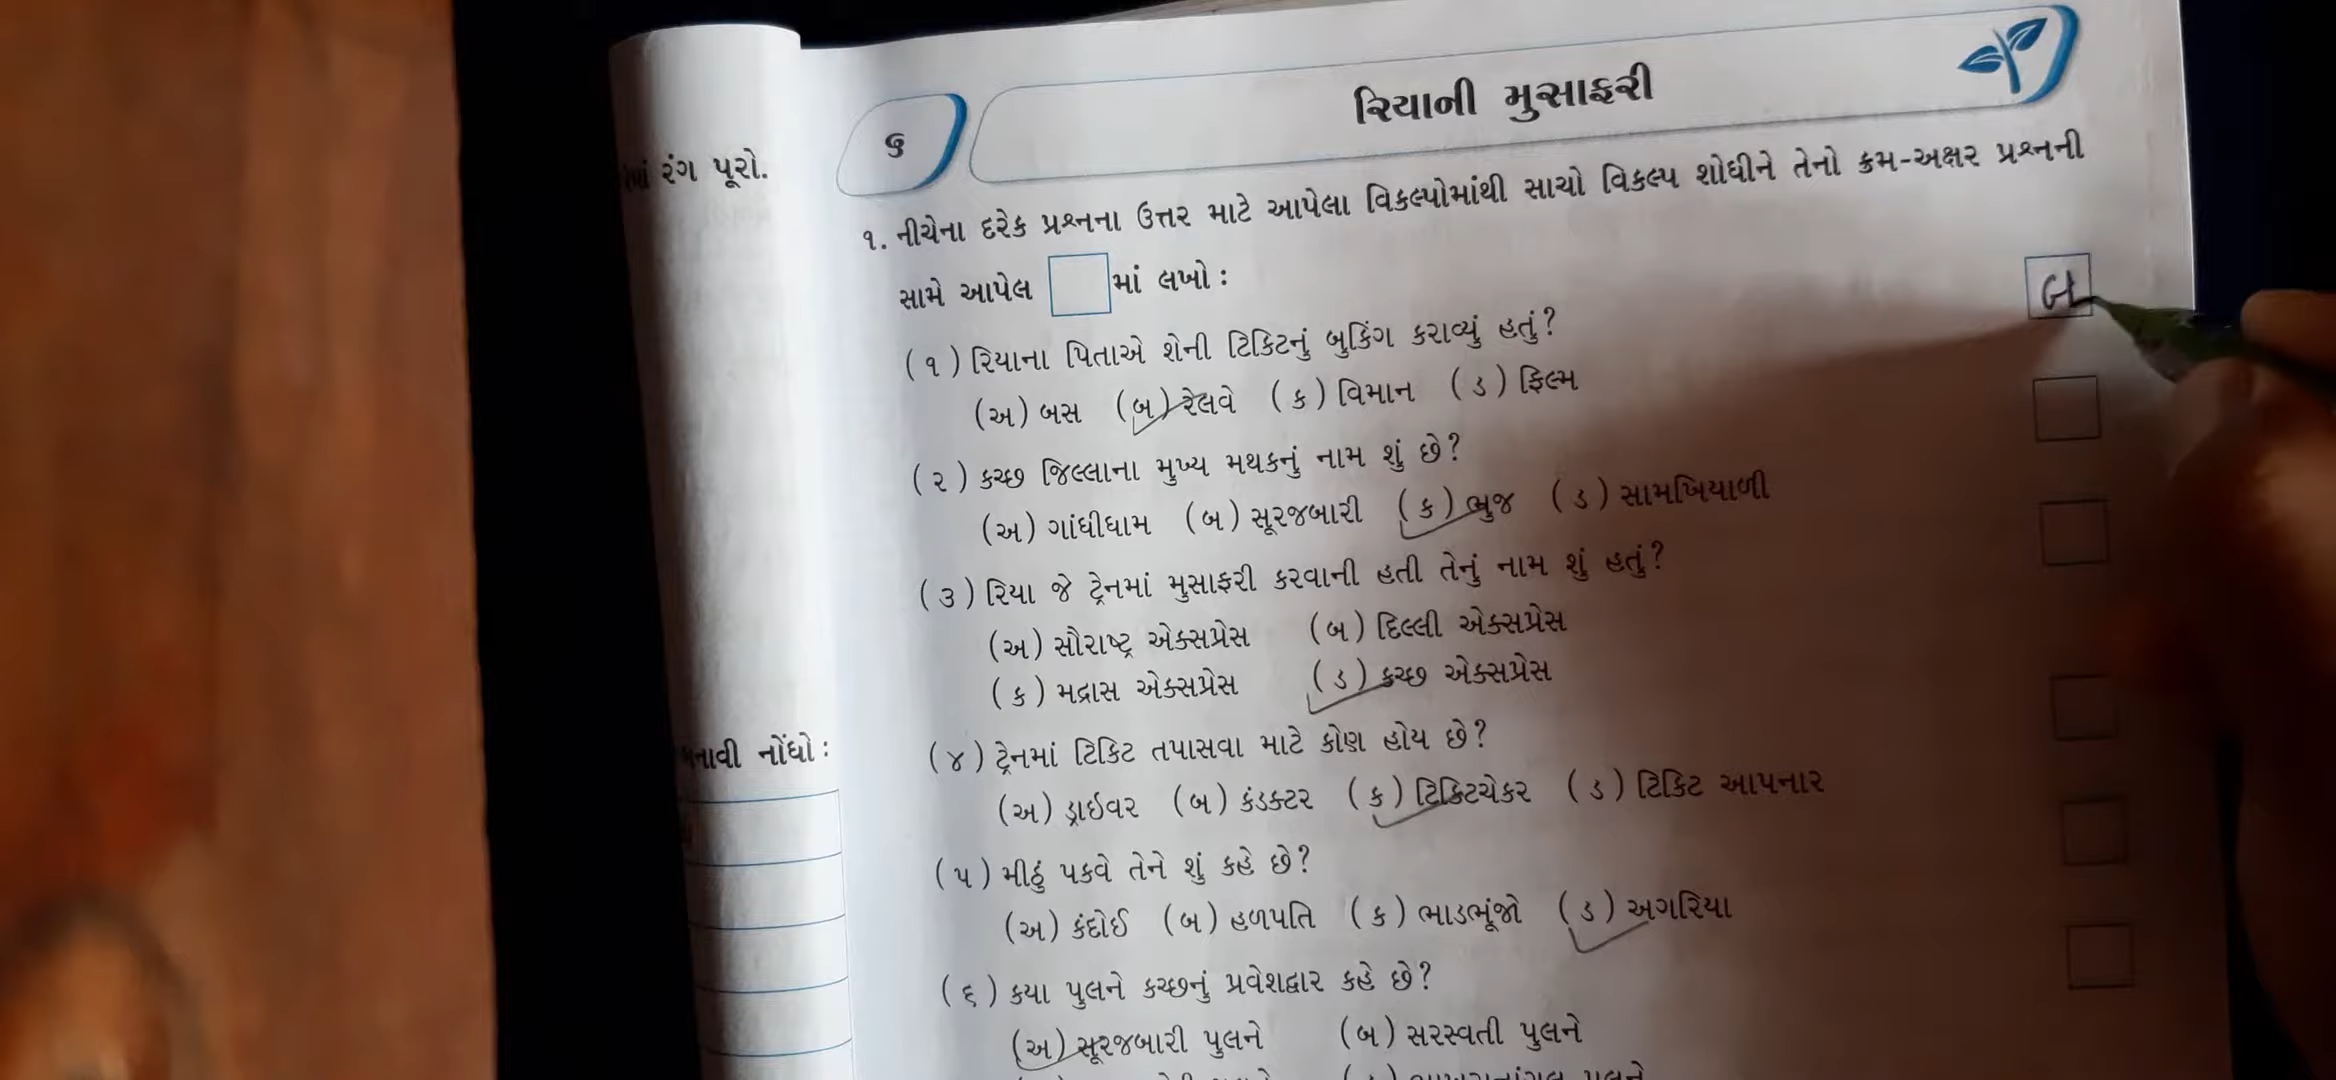 રંગ પૂરો.
૬
રિયાની મુસાફરી
૧. નીચેના દરેક પ્રશ્નના ઉત્તર માટે આપેલા વિકલ્પોમાંથી સાચો વિકલ્પ શોધીને તેનો ક્રમ-અક્ષર પ્રશ્નની
સામે આપેલ માં લખો :
બ
(૧) રિયાના પિતાએ શેની ટિકિટનું બુકિંગ કરાવ્યું હતું?
(અ) બસ (બ) રેલવે (ક) વિમાન (ડ) ફિલ્મ
(૨) કચ્છ જિલ્લાના મુખ્ય મથકનું નામ શું છે?
(અ) ગાંધીધામ (બ) સૂરજબારી (ક) ભુજ (ડ) સામખિયાળી
(૩) રિયા જે ટ્રેનમાં મુસાફરી કરવાની હતી તેનું નામ શું હતું?
(અ) સૌરાષ્ટ્ર એક્સપ્રેસ (બ) દિલ્લી એક્સપ્રેસ
(ક) મદ્રાસ એક્સપ્રેસ (ડ) કચ્છ એક્સપ્રેસ
નોંધો :
(૪) ટ્રેનમાં ટિકિટ તપાસવા માટે કોણ હોય છે?
(અ) ડ્રાઇવર (બ) કંડક્ટર (ક) ટિકિટચેકર (ડ) ટિકિટ આપનાર
(૫) મીઠું પકવે તેને શું કહે છે?
(અ) કંદોઈ (બ) હળપતિ (ક) ભાડભૂંજો (ડ) અગરિયા
(૬) કયા પુલને કચ્છનું પ્રવેશદ્વાર કહે છે?
(અ) સૂરજબારી પુલને (બ) સરસ્વતી પુલને